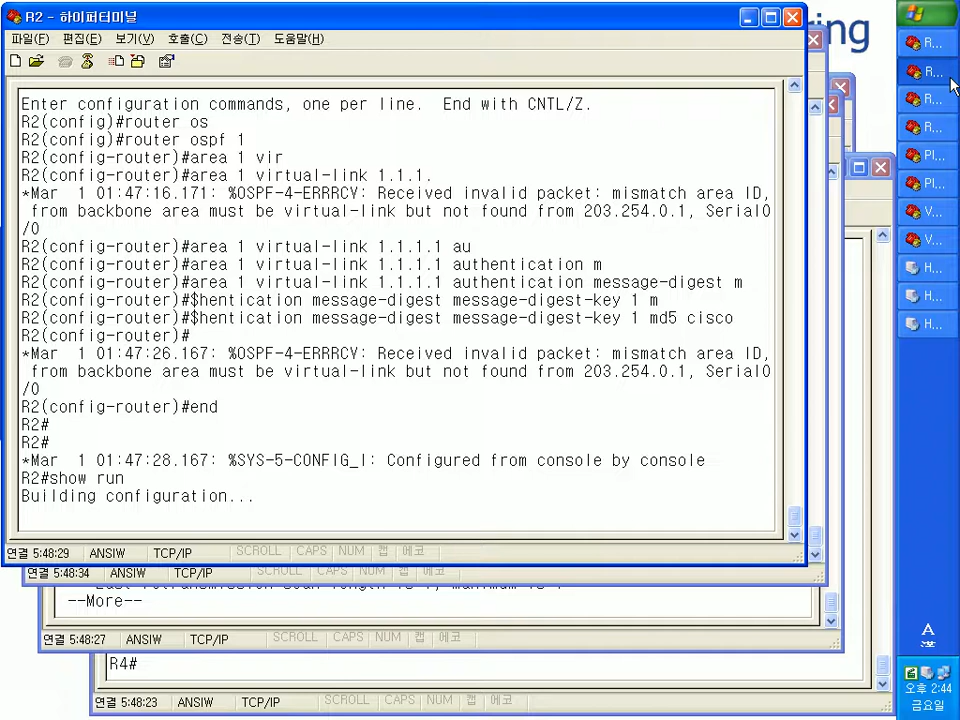 R2 - 하이퍼터미널
파일(F) 편집(E) 보기(V) 호출(C) 전송(T) 도움말(H)
Enter configuration commands, one per line.  End with CNTL/Z.
R2(config)#router os
R2(config)#router ospf 1
R2(config-router)#area 1 vir
R2(config-router)#area 1 virtual-link 1.1.1.
*Mar  1 01:47:16.171: %OSPF-4-ERRRCV: Received invalid packet: mismatch area ID,
 from backbone area must be virtual-link but not found from 203.254.0.1, Serial0
/0
R2(config-router)#area 1 virtual-link 1.1.1.1 au
R2(config-router)#area 1 virtual-link 1.1.1.1 authentication m
R2(config-router)#area 1 virtual-link 1.1.1.1 authentication message-digest m
R2(config-router)#$hentication message-digest message-digest-key 1 m
R2(config-router)#$hentication message-digest message-digest-key 1 md5 cisco
R2(config-router)#
*Mar  1 01:47:26.167: %OSPF-4-ERRRCV: Received invalid packet: mismatch area ID,
 from backbone area must be virtual-link but not found from 203.254.0.1, Serial0
/0
R2(config-router)#end
R2#
R2#
*Mar  1 01:47:28.167: %SYS-5-CONFIG_I: Configured from console by console
R2#show run
Building configuration...
연결 5:48:29 ANSIW TCP/IP SCROLL CAPS NUM 캡 에코
연결 5:48:34 ANSIW TCP/IP SCROLL CAPS NUM 캡 에코
--More--
연결 5:48:27 ANSIW TCP/IP SCROLL CAPS NUM 캡 에코
R4#
연결 5:48:23 ANSIW TCP/IP SCROLL CAPS NUM 캡 에코
ring
R...
R...
R...
R...
Pl...
Pl...
V...
V...
H...
H...
H...
A
漢
오후 2:44
금요일